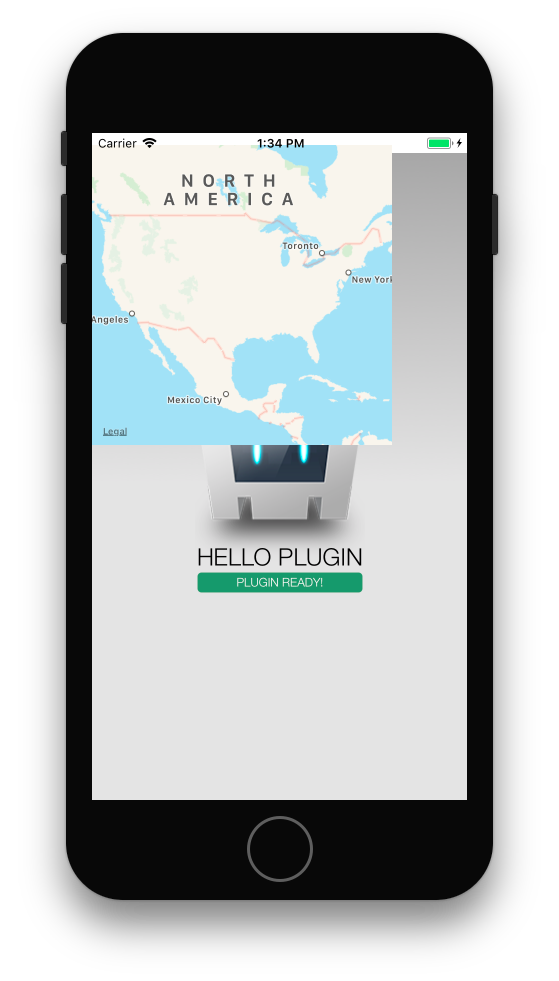 Carrier 1:34 PM
NORTH
AMERICA
Toronto
New York
Angeles
Mexico City
Legal
HELLO PLUGIN
PLUGIN READY!